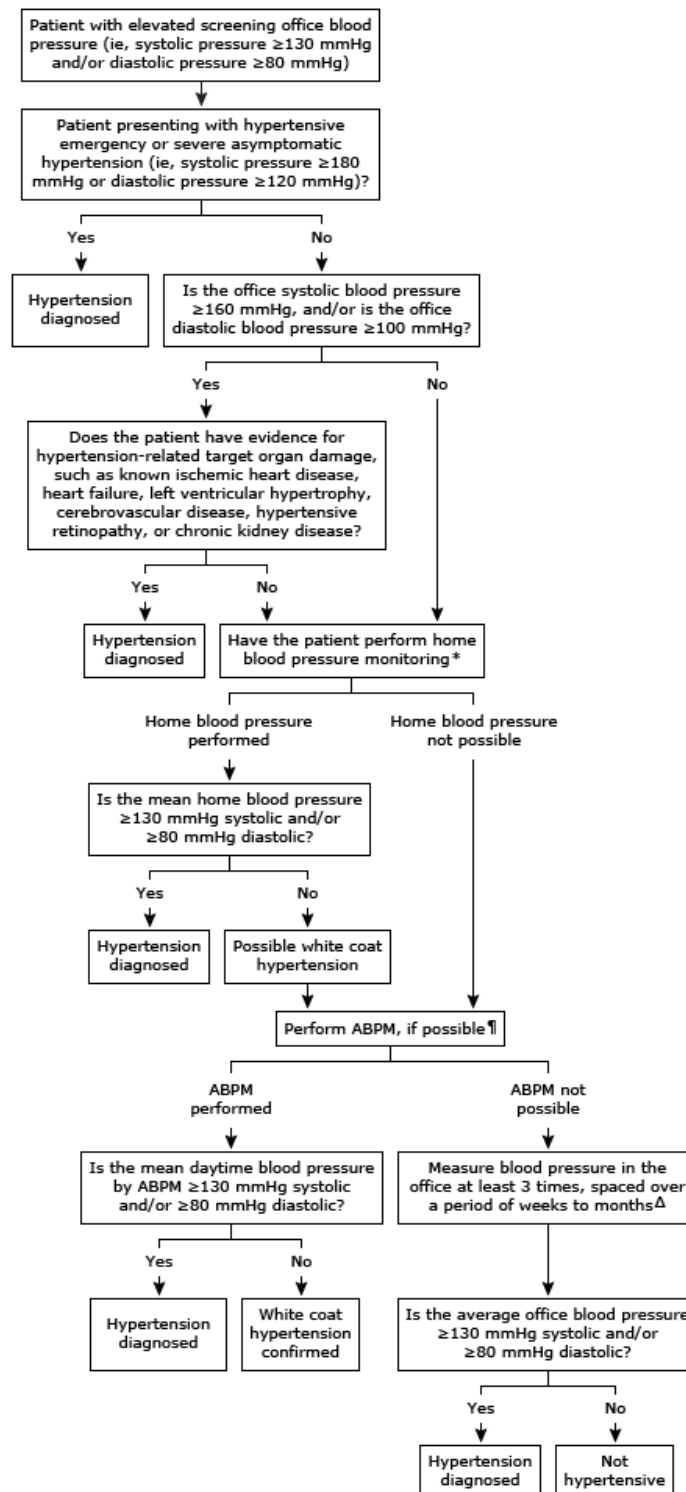 Patient with elevated screening office blood
pressure (ie, systolic pressure ≥130 mmHg
and/or diastolic pressure ≥80 mmHg)
Patient presenting with hypertensive
emergency or severe asymptomatic
hypertension (ie, systolic pressure ≥180
mmHg or diastolic pressure ≥120 mmHg)?
Yes
No
Hypertension
diagnosed
Is the office systolic blood pressure
≥160 mmHg, and/or is the office
diastolic blood pressure ≥100 mmHg?
Yes
No
Does the patient have evidence for
hypertension-related target organ damage,
such as known ischemic heart disease,
heart failure, left ventricular hypertrophy,
cerebrovascular disease, hypertensive
retinopathy, or chronic kidney disease?
Yes
No
Hypertension
diagnosed
Have the patient perform home
blood pressure monitoring*
Home blood pressure
performed
Home blood pressure
not possible
Is the mean home blood pressure
≥130 mmHg systolic and/or
≥80 mmHg diastolic?
Yes
No
Hypertension
diagnosed
Possible white coat
hypertension
Perform ABPM, if possible¶
ABPM
performed
ABPM not
possible
Is the mean daytime blood pressure
by ABPM ≥130 mmHg systolic
and/or ≥80 mmHg diastolic?
Measure blood pressure in the
office at least 3 times, spaced over
a period of weeks to monthsΔ
Yes
No
Hypertension
diagnosed
White coat
hypertension
confirmed
Is the average office blood pressure
≥130 mmHg systolic and/or
≥80 mmHg diastolic?
Yes
No
Hypertension
diagnosed
Not
hypertensive